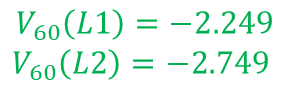 V₆₀(L1) = −2.249
V₆₀(L2) = −2.749